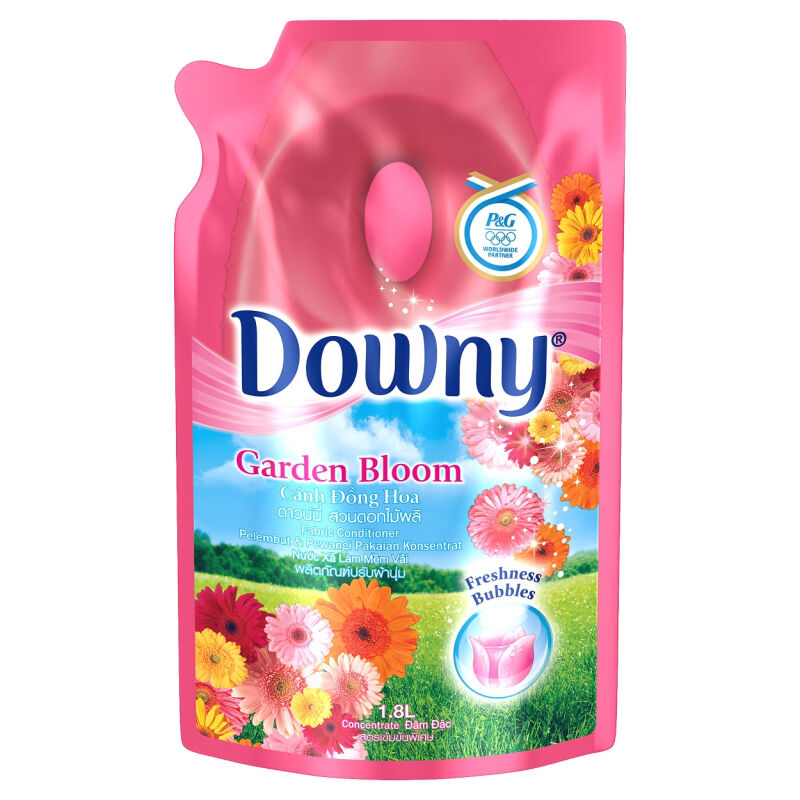 P&G
WORLDWIDE
PARTNER
Downy®
Garden Bloom
Cánh Đồng Hoa
ดาวน์นี่ สวนดอกไม้ผลิ
Fabric Conditioner
Pelembut & Pewangi Pakaian Konsentrat
Nước Xả Làm Mềm Vải
ผลิตภัณฑ์ปรับผ้านุ่ม
Freshness
Bubbles
1.8L
Concentrate Đậm Đặc
สูตรเข้มข้นพิเศษ